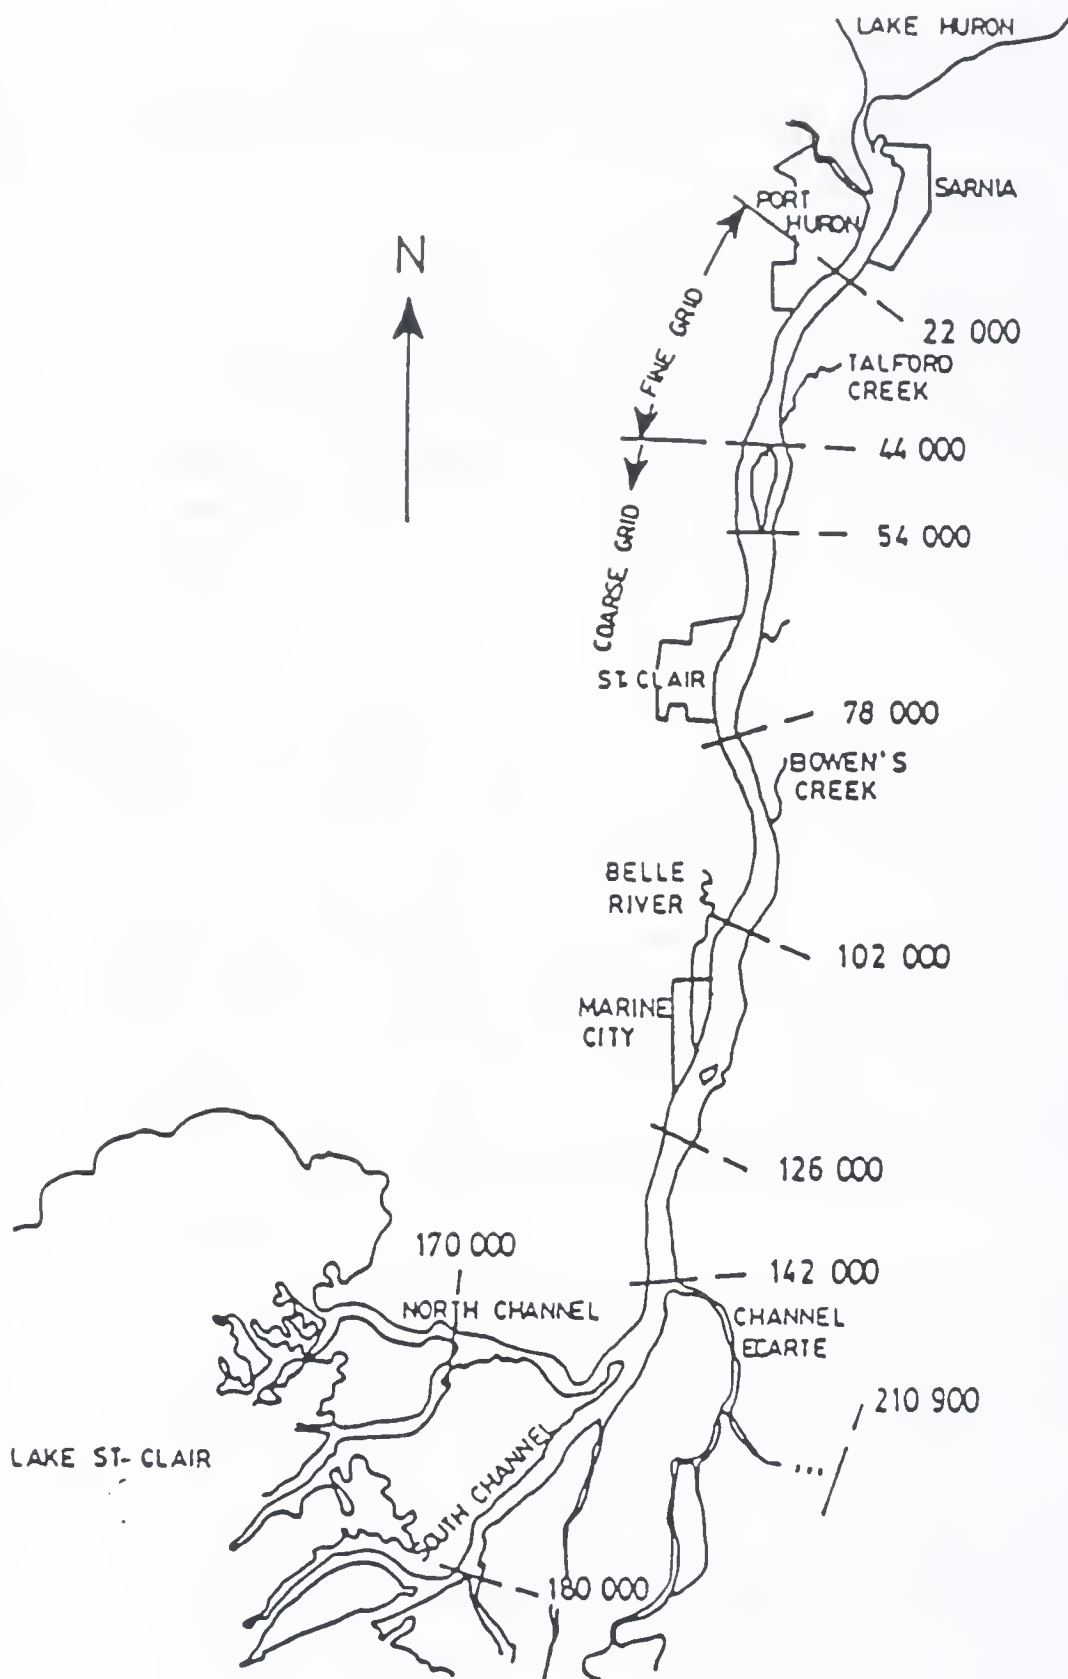 LAKE HURON
SARNIA
PORT
HURON
N
FINE GRID
22 000
TALFORD
CREEK
44 000
54 000
COARSE GRID
ST. CLAIR
78 000
BOWEN'S
CREEK
BELLE
RIVER
102 000
MARINE
CITY
126 000
170 000
142 000
NORTH CHANNEL
CHANNEL
ECARTE
210 900
...
LAKE ST- CLAIR
SOUTH CHANNEL
180 000